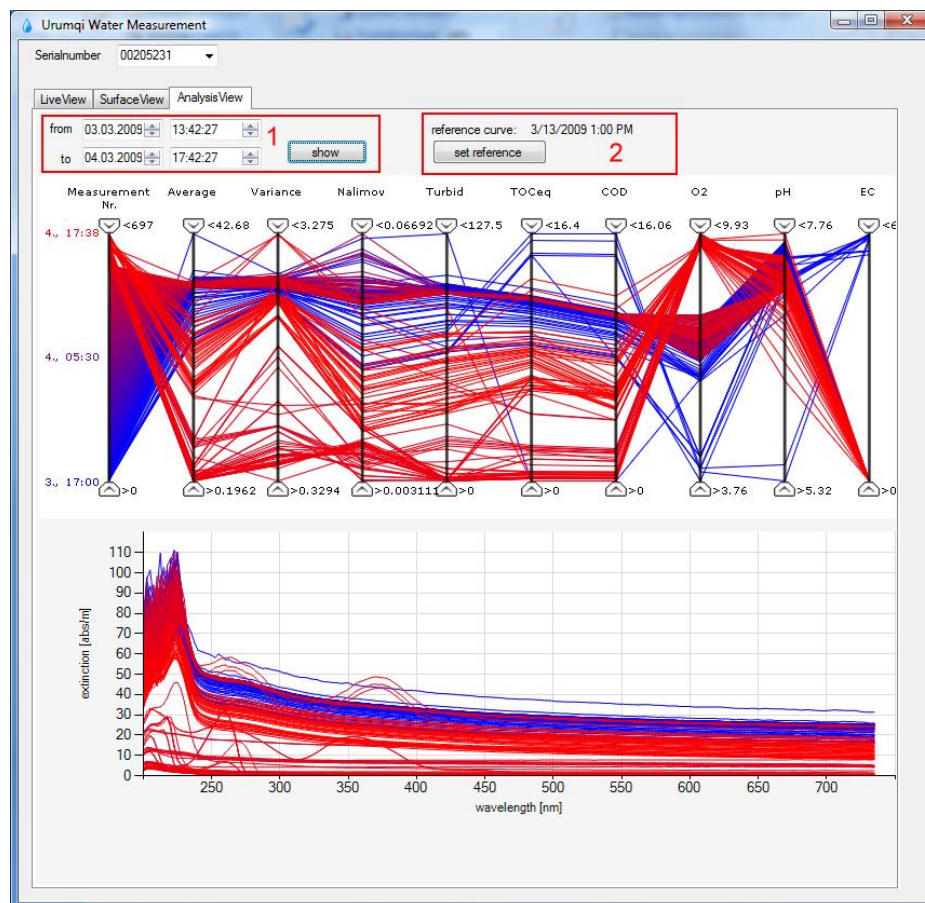 Urumqi Water Measurement
Serialnumber 00205231
LiveView SurfaceView AnalysisView
from 03.03.2009 13:42:27 1
to 04.03.2009 17:42:27 show
reference curve: 3/13/2009 1:00 PM
set reference 2
Measurement Nr. Average Variance Nalimov Turbid TOCeq COD O2 pH EC
4., 17:38 <697 <42.68 <3.275 <0.06692 <127.5 <16.4 <16.06 <9.93 <7.76 <6
4., 05:30
3., 17:00 >0 >0.1962 >0.3294 >0.003111 >0 >0 >0 >3.76 >5.32 >0
110
100
90
80
70
60
50
40
30
20
10
0
extinction [abs/m]
250 300 350 400 450 500 550 600 650 700
wavelength [nm]